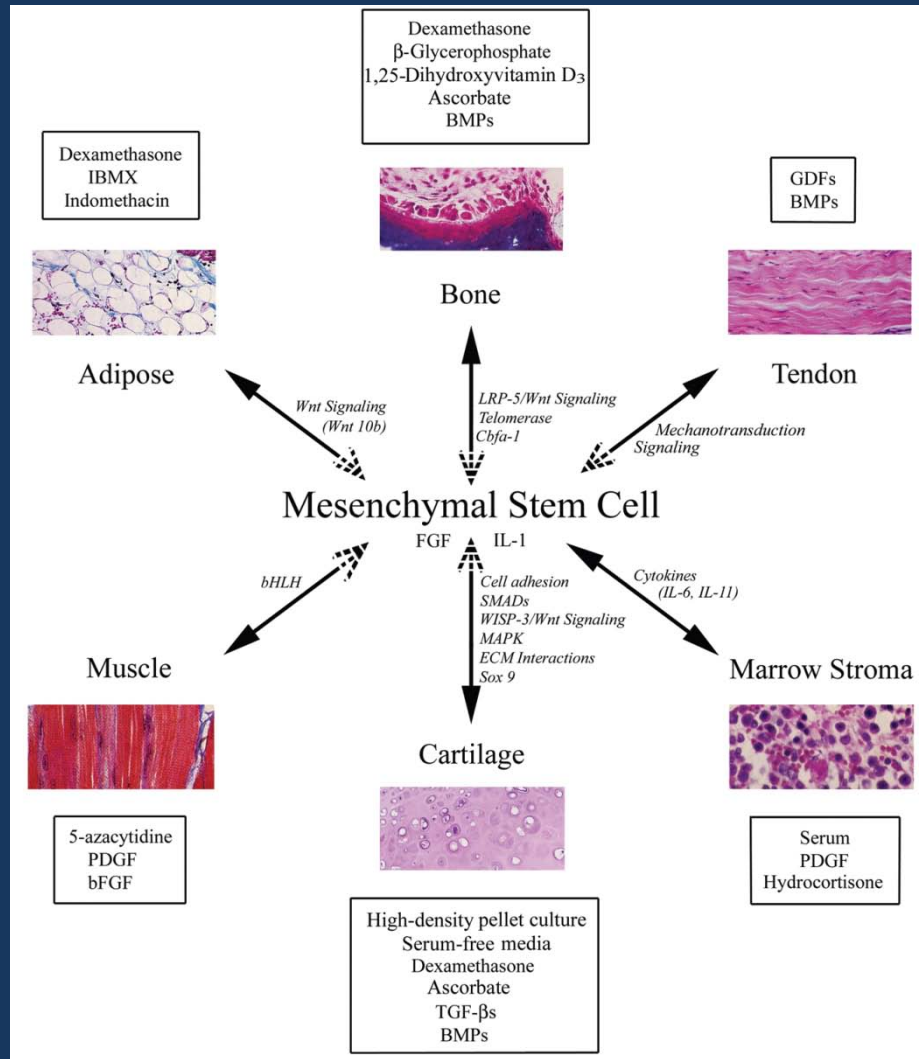 Dexamethasone
β-Glycerophosphate
1,25-Dihydroxyvitamin D₃
Ascorbate
BMPs
Dexamethasone
IBMX
Indomethacin
GDFs
BMPs
Bone
Adipose
Tendon
Wnt Signaling
(Wnt 10b)
LRP-5/Wnt Signaling
Telomerase
Cbfa-1
Mechanotransduction
Signaling
Mesenchymal Stem Cell
FGF IL-1
bHLH
Cell adhesion
SMADs
WISP-3/Wnt Signaling
MAPK
ECM Interactions
Sox 9
Cytokines
(IL-6, IL-11)
Muscle
Cartilage
Marrow Stroma
5-azacytidine
PDGF
bFGF
High-density pellet culture
Serum-free media
Dexamethasone
Ascorbate
TGF-βs
BMPs
Serum
PDGF
Hydrocortisone